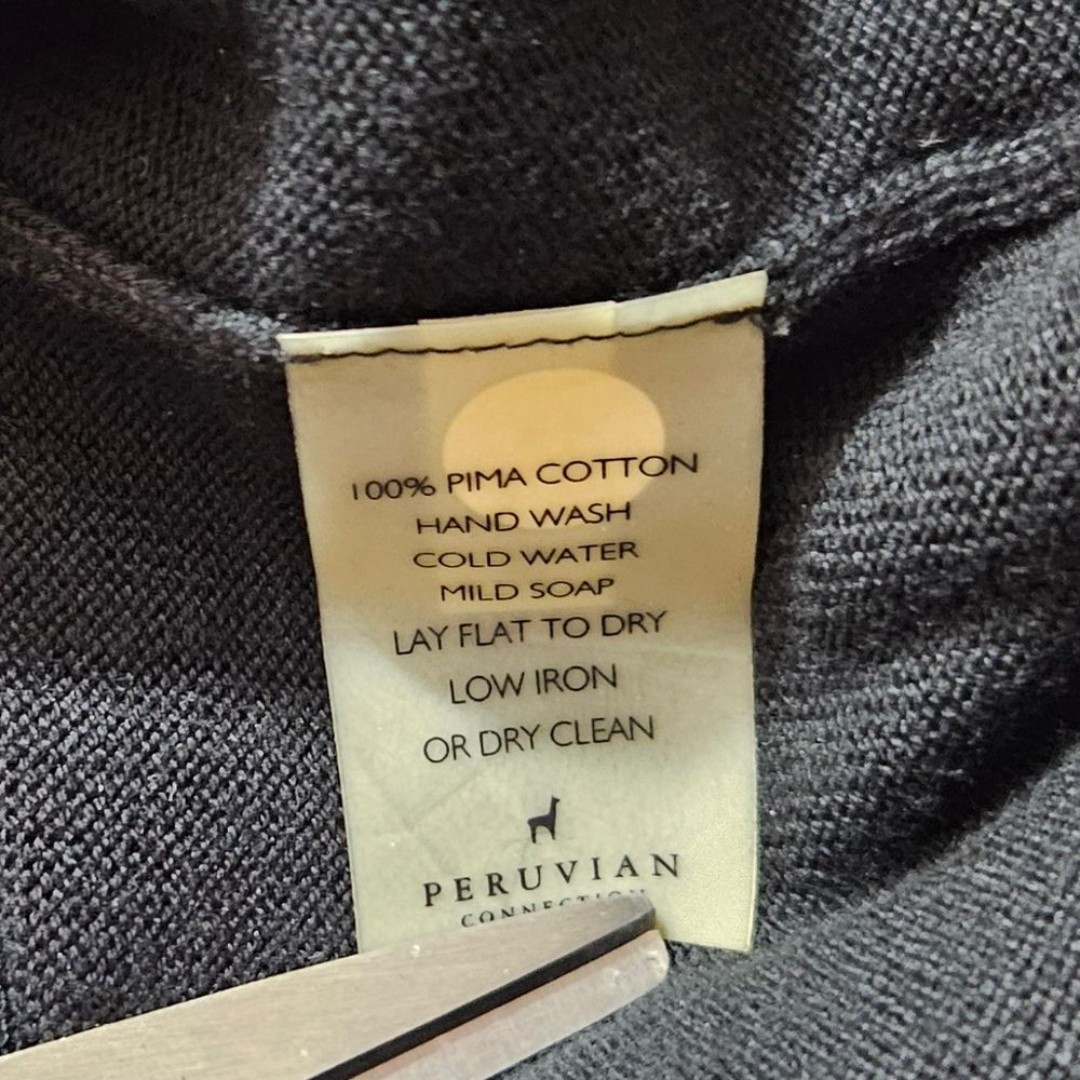 100% PIMA COTTON
HAND WASH
COLD WATER
MILD SOAP
LAY FLAT TO DRY
LOW IRON
OR DRY CLEAN
PERUVIAN
CONNECTION